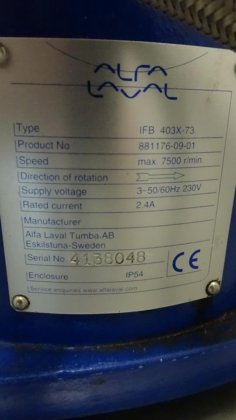 ALFA
LAVAL
Type IFB 403X-73
Product No 881176-09-01
Speed max. 7500 r/min
Direction of rotation
Supply voltage 3~50/60Hz 230V
Rated current 2.4A
Manufacturer
Alfa Laval Tumba AB
Eskilstuna-Sweden
Serial No. 4138048
CE
Enclosure IP54
Service enquiries www.alfalaval.com